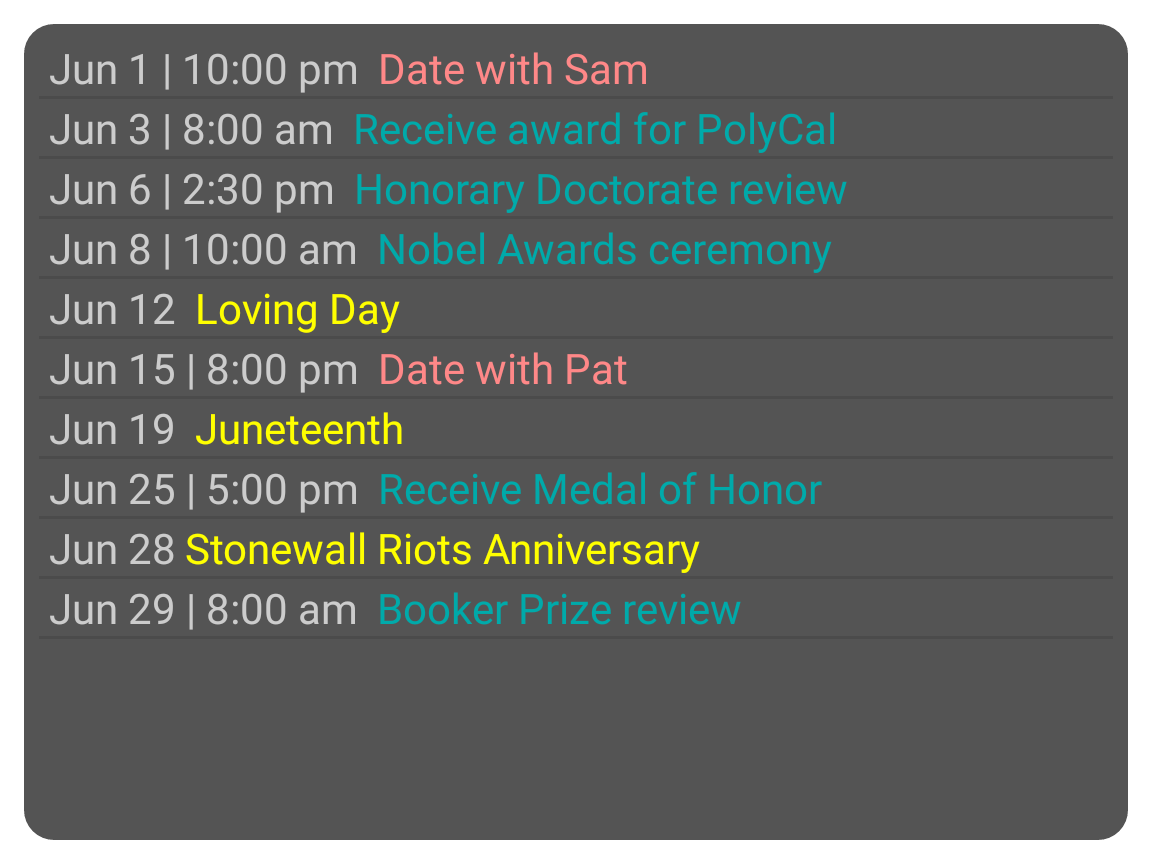 Jun 1 | 10:00 pm  Date with Sam
Jun 3 | 8:00 am  Receive award for PolyCal
Jun 6 | 2:30 pm  Honorary Doctorate review
Jun 8 | 10:00 am  Nobel Awards ceremony
Jun 12  Loving Day
Jun 15 | 8:00 pm  Date with Pat
Jun 19  Juneteenth
Jun 25 | 5:00 pm  Receive Medal of Honor
Jun 28 Stonewall Riots Anniversary
Jun 29 | 8:00 am  Booker Prize review